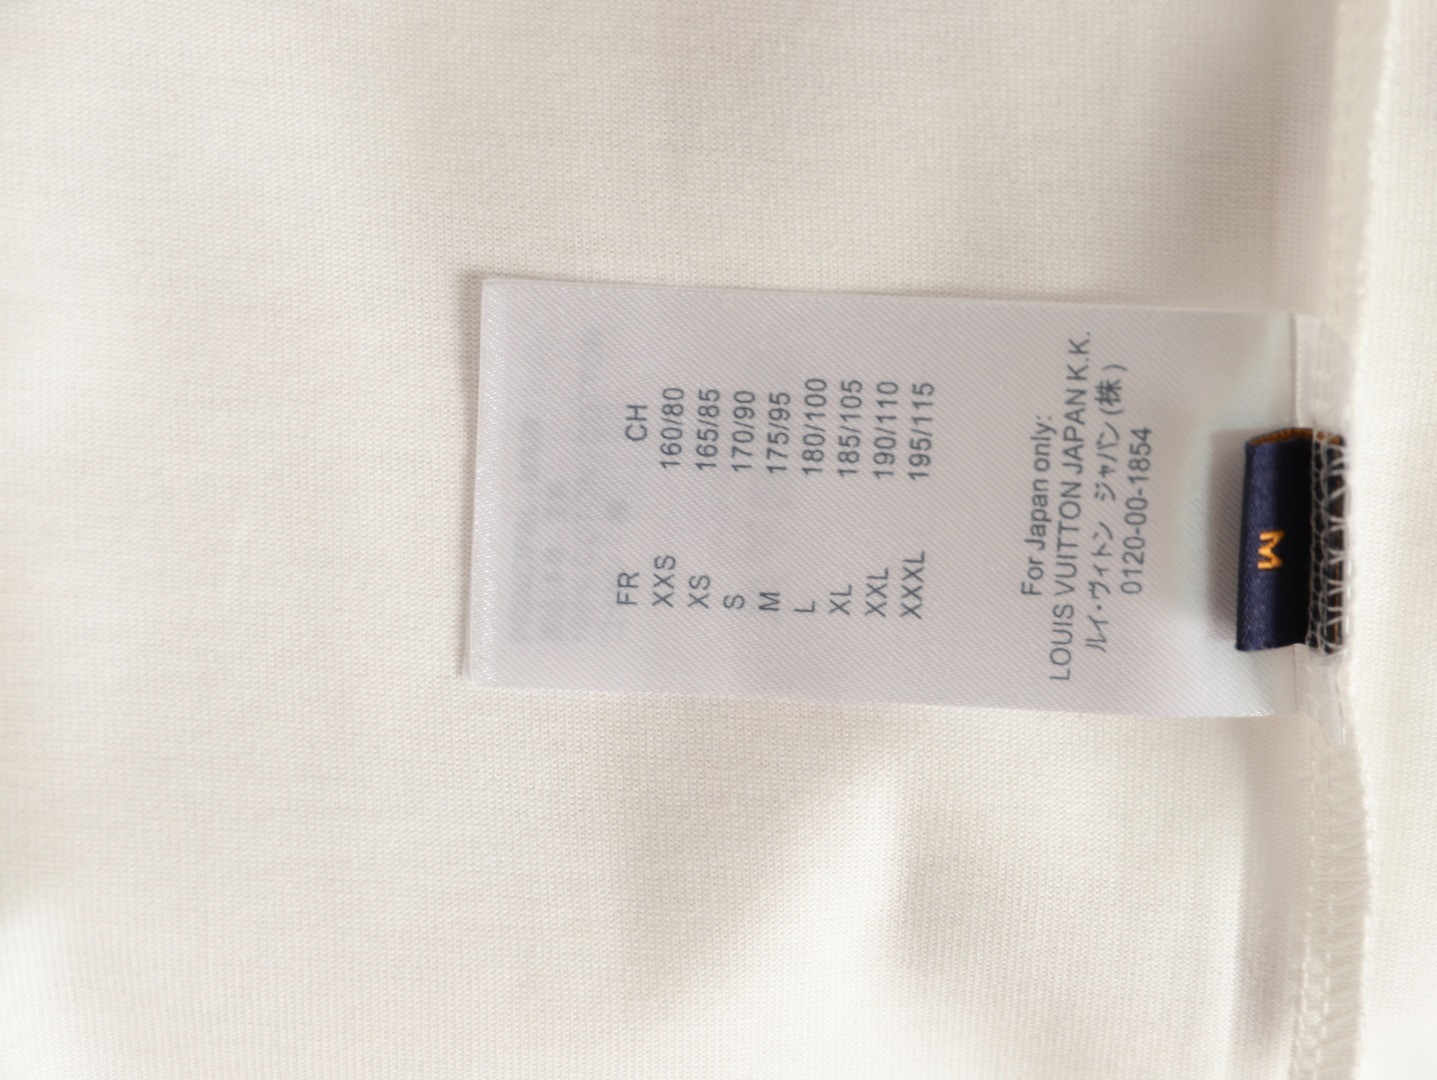 FR CH
XXS 160/80
XS 165/85
S 170/90
M 175/95
L 180/100
XL 185/105
XXL 190/110
XXXL 195/115
For Japan only:
LOUIS VUITTON JAPAN K.K.
ルイ・ヴィトン ジャパン(株)
0120-00-1854
M